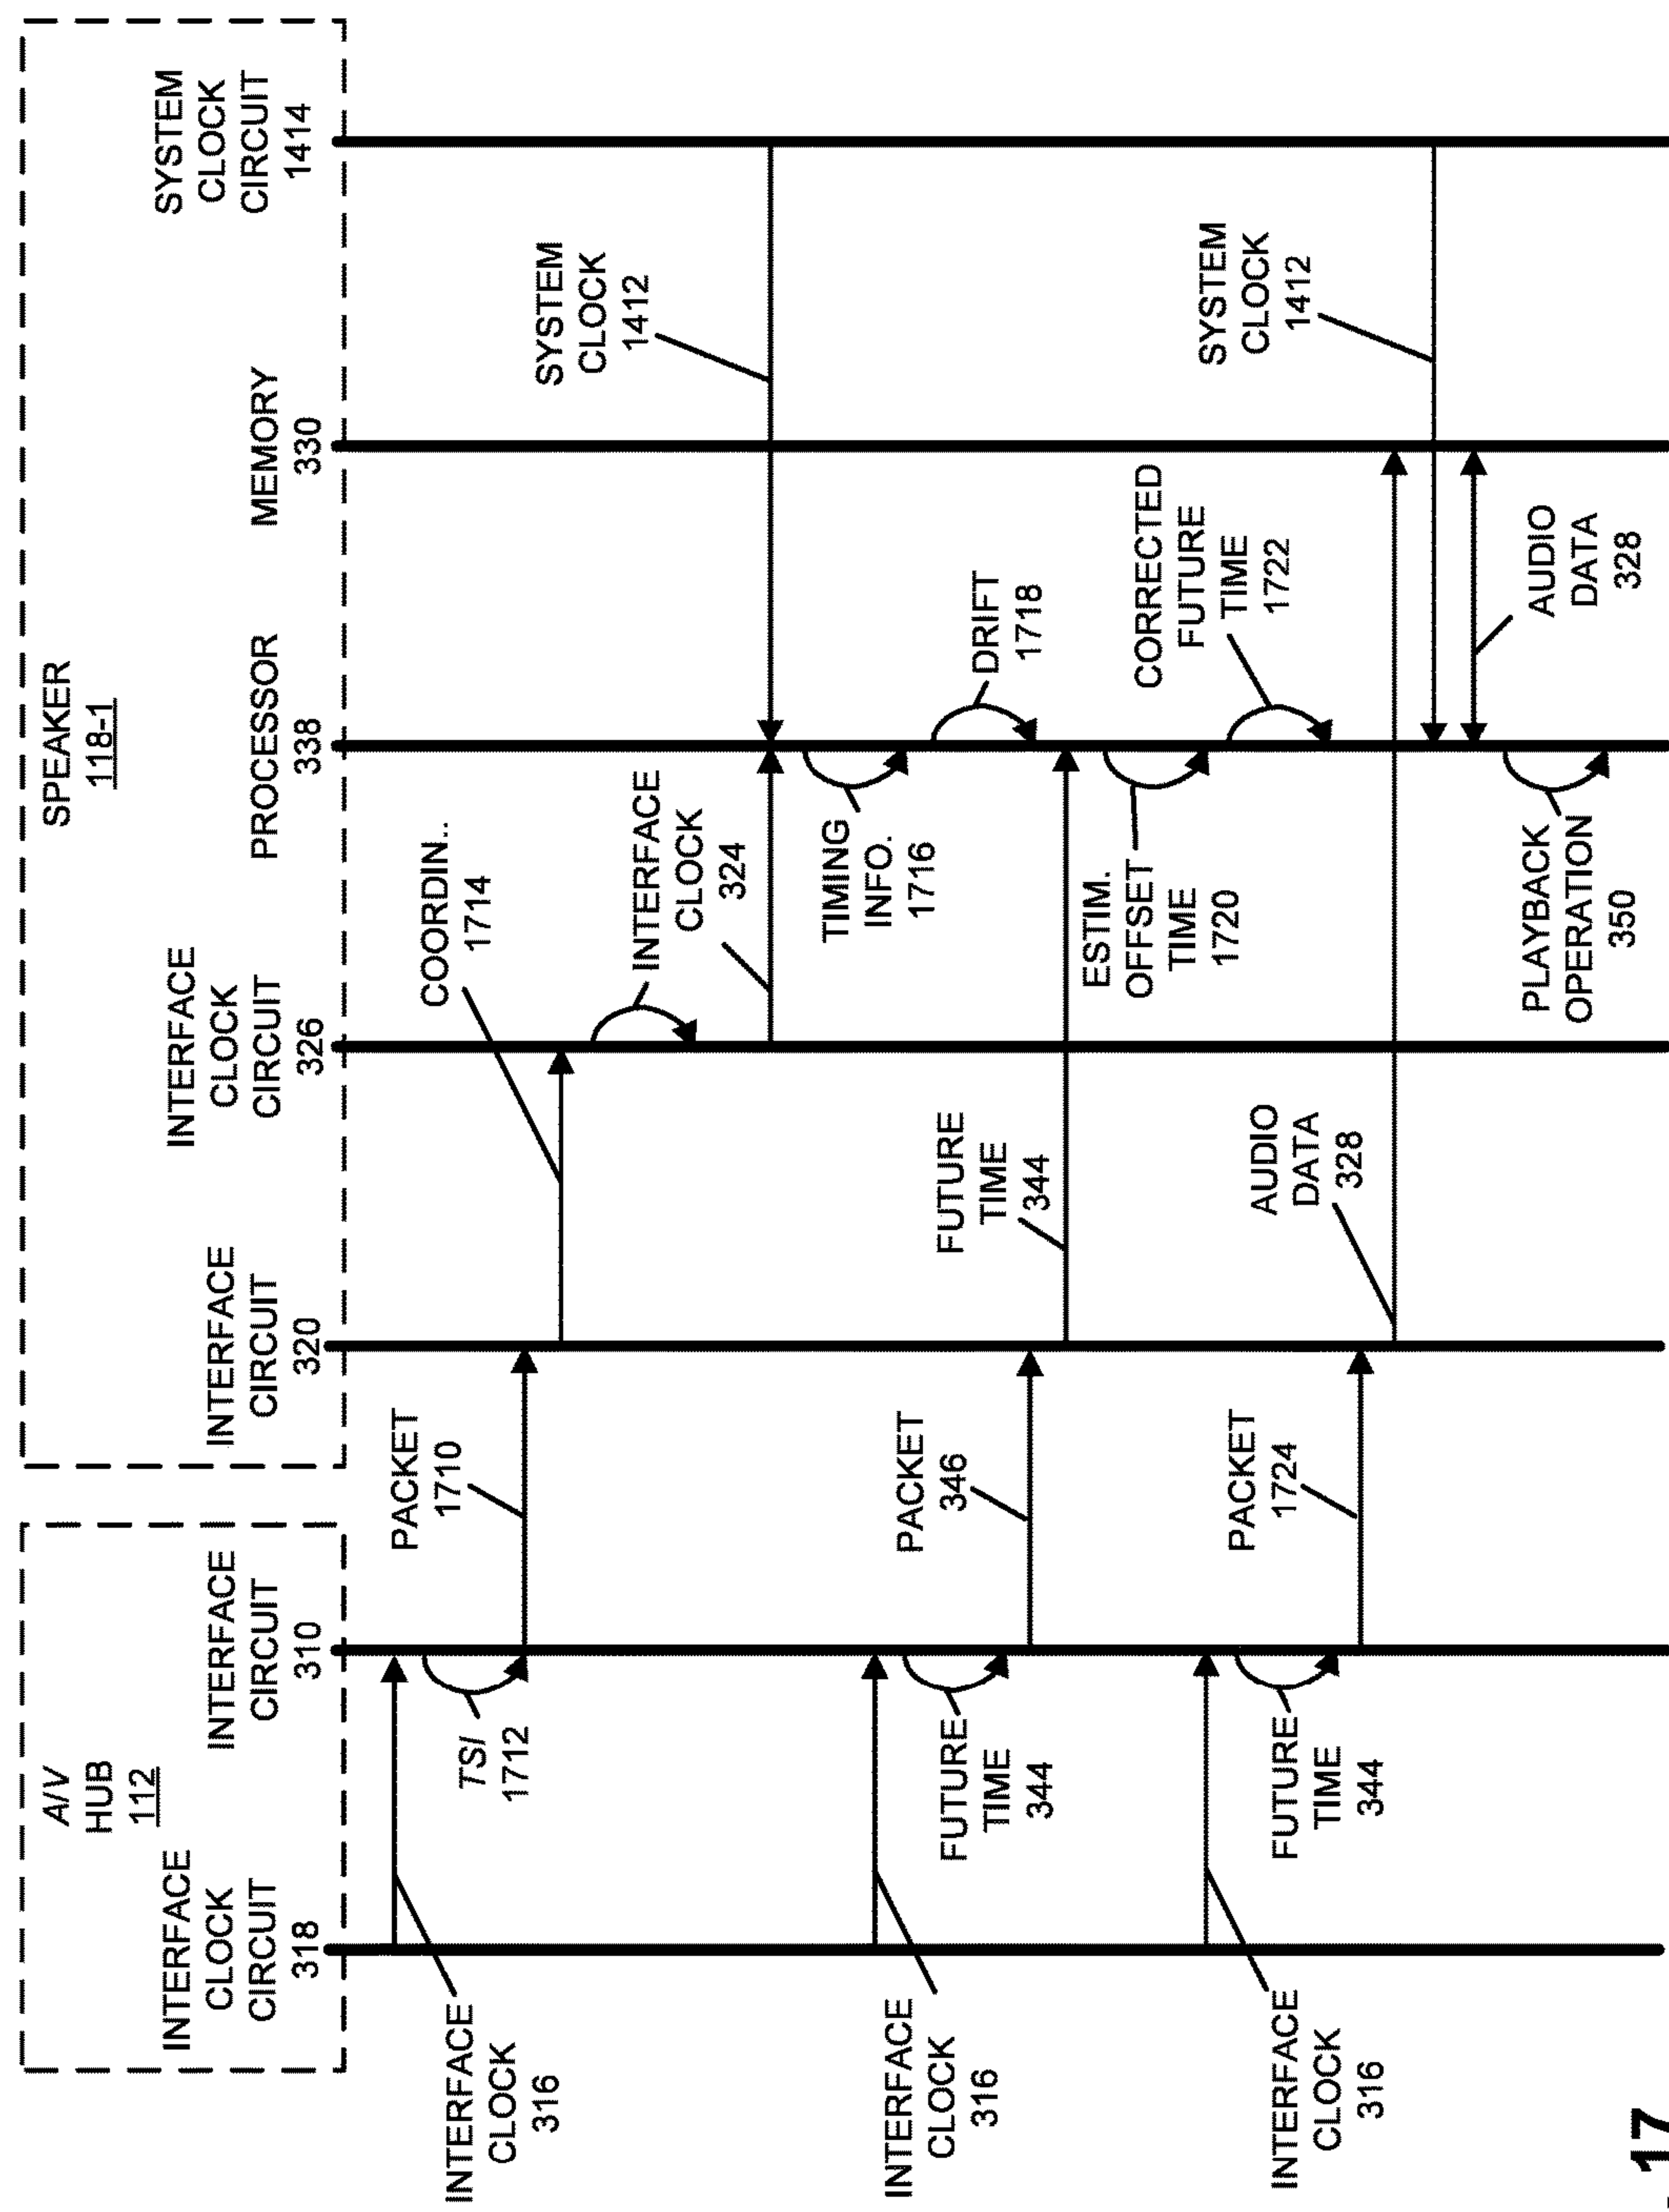 A/V
HUB
112
INTERFACE
CLOCK
CIRCUIT
318
INTERFACE
CIRCUIT
310
SPEAKER
118-1
INTERFACE
CIRCUIT
320
INTERFACE
CLOCK
CIRCUIT
326
PROCESSOR
338
MEMORY
330
SYSTEM
CLOCK
CIRCUIT
1414
INTERFACE
CLOCK
316
TSI
1712
PACKET
1710
COORDIN..
1714
INTERFACE
CLOCK
324
SYSTEM
CLOCK
1412
TIMING
INFO.
1716
DRIFT
1718
INTERFACE
CLOCK
316
FUTURE
TIME
344
PACKET
346
FUTURE
TIME
344
ESTIM.
OFFSET
TIME
1720
CORRECTED
FUTURE
TIME
1722
INTERFACE
CLOCK
316
FUTURE
TIME
344
PACKET
1724
AUDIO
DATA
328
SYSTEM
CLOCK
1412
AUDIO
DATA
328
PLAYBACK
OPERATION
350
17